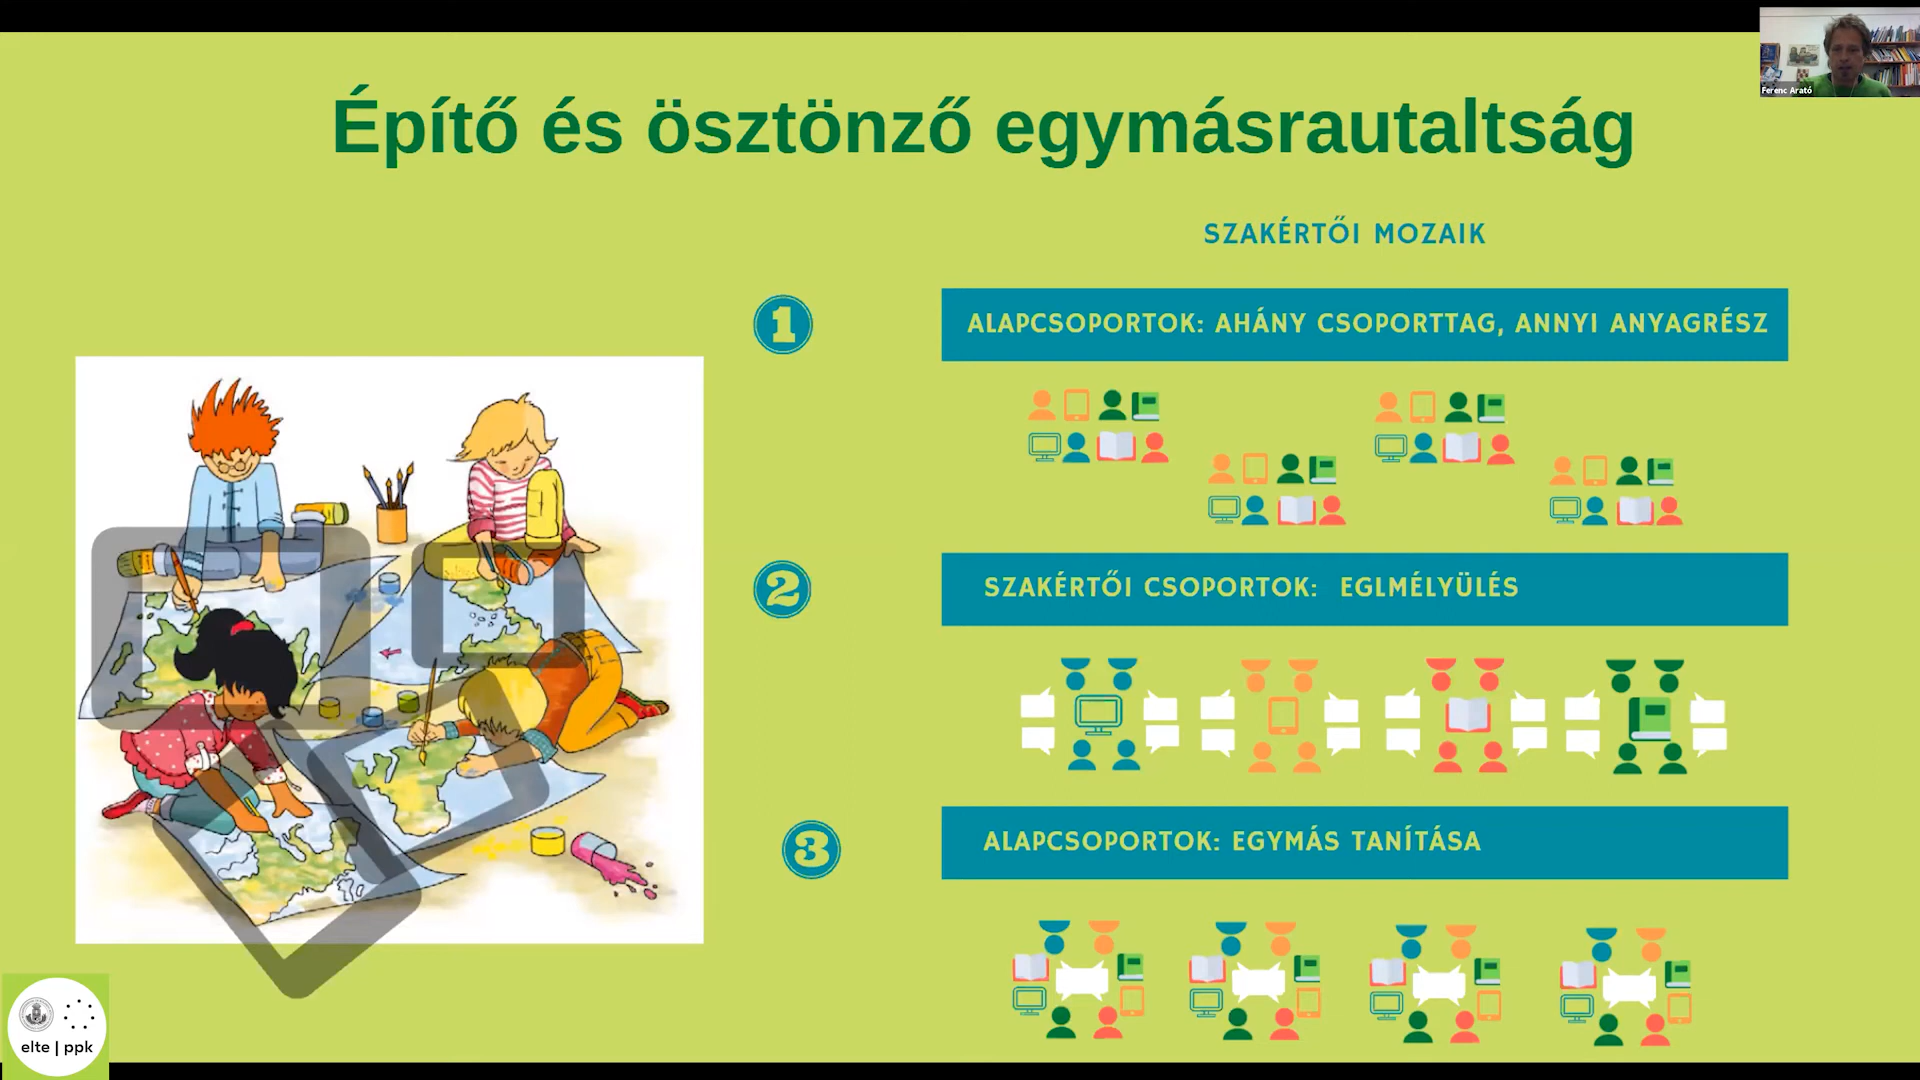 Ferenc Arató
Építő és ösztönző egymásrautaltság
SZAKÉRTŐI MOZAIK
1
ALAPCSOPORTOK: AHÁNY CSOPORTTAG, ANNYI ANYAGRÉSZ
2
SZAKÉRTŐI CSOPORTOK: EGLMÉLYÜLÉS
3
ALAPCSOPORTOK: EGYMÁS TANÍTÁSA
elte | ppk